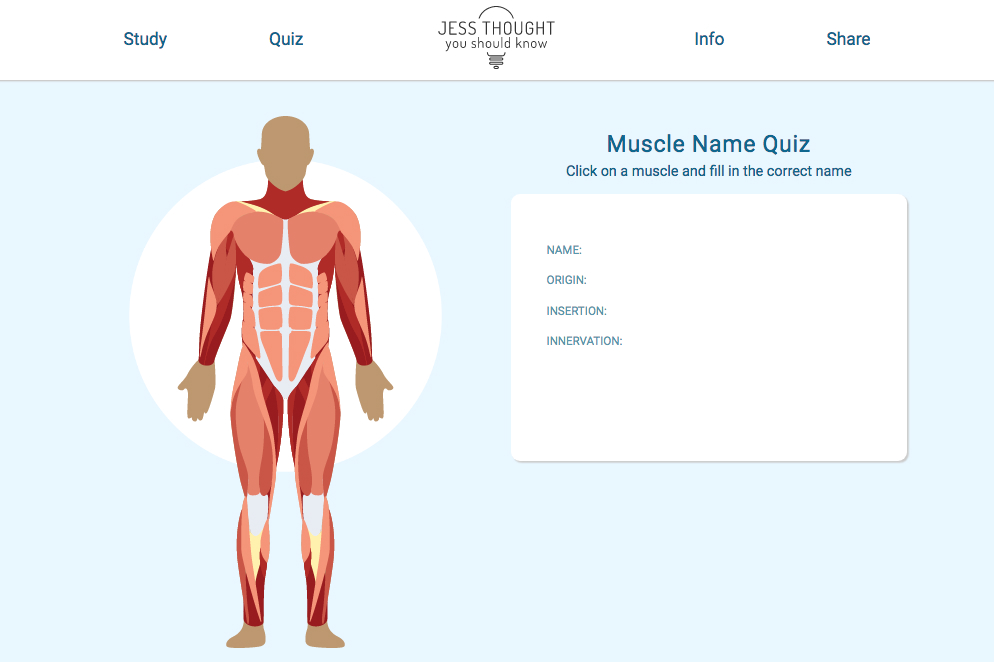 Study
Quiz
JESS THOUGHT
you should know
Info
Share
Muscle Name Quiz
Click on a muscle and fill in the correct name
NAME:
ORIGIN:
INSERTION:
INNERVATION: